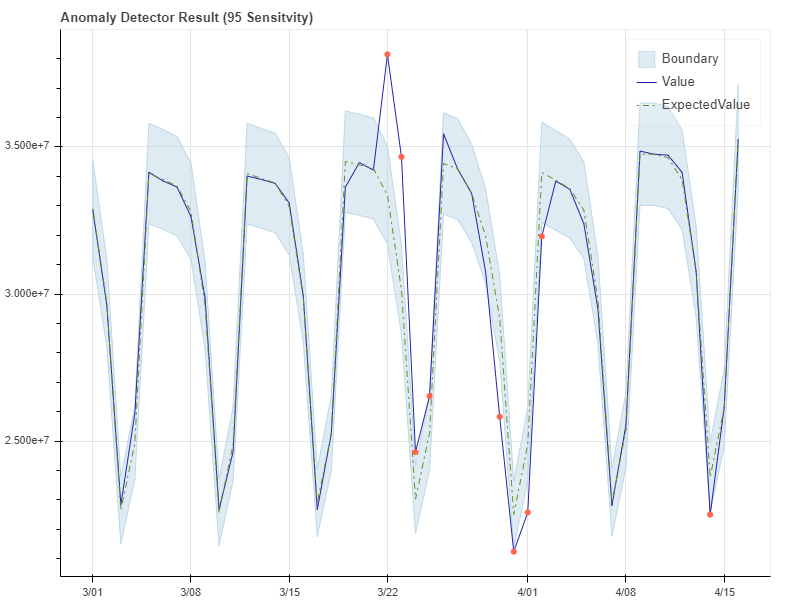 Anomaly Detector Result (95 Sensitvity)
Boundary
Value
ExpectedValue
3.500e+7
3.000e+7
2.500e+7
3/01 3/08 3/15 3/22 4/01 4/08 4/15